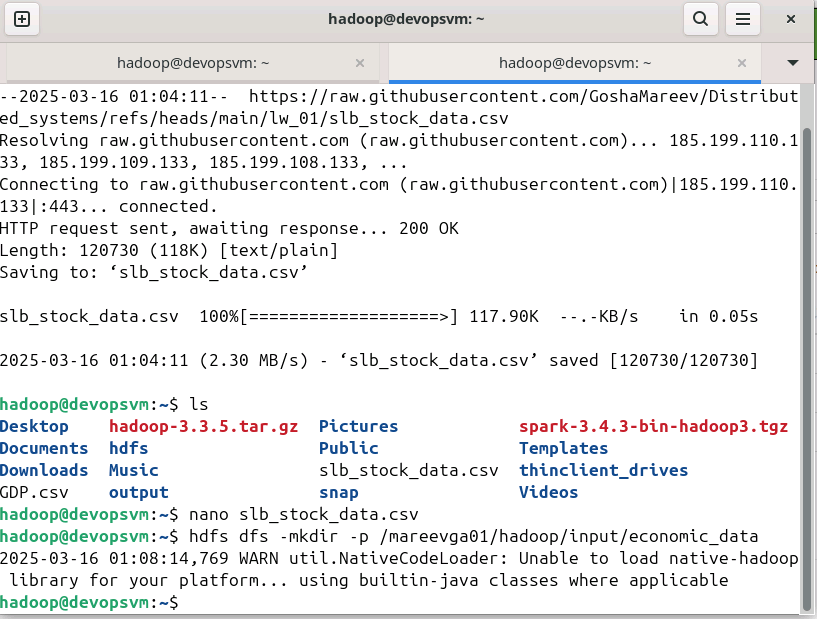 hadoop@devopsvm: ~
hadoop@devopsvm: ~
hadoop@devopsvm: ~
--2025-03-16 01:04:11--  https://raw.githubusercontent.com/GoshaMareev/Distribut
ed_systems/refs/heads/main/lw_01/slb_stock_data.csv
Resolving raw.githubusercontent.com (raw.githubusercontent.com)... 185.199.110.1
33, 185.199.109.133, 185.199.108.133, ...
Connecting to raw.githubusercontent.com (raw.githubusercontent.com)|185.199.110.
133|:443... connected.
HTTP request sent, awaiting response... 200 OK
Length: 120730 (118K) [text/plain]
Saving to: ‘slb_stock_data.csv’
slb_stock_data.csv  100%[===================>] 117.90K  --.-KB/s    in 0.05s
2025-03-16 01:04:11 (2.30 MB/s) - ‘slb_stock_data.csv’ saved [120730/120730]
hadoop@devopsvm:~$ ls
Desktop    hadoop-3.3.5.tar.gz  Pictures            spark-3.4.3-bin-hadoop3.tgz
Documents  hdfs                 Public              Templates
Downloads  Music                slb_stock_data.csv  thinclient_drives
GDP.csv    output               snap                Videos
hadoop@devopsvm:~$ nano slb_stock_data.csv
hadoop@devopsvm:~$ hdfs dfs -mkdir -p /mareevga01/hadoop/input/economic_data
2025-03-16 01:08:14,769 WARN util.NativeCodeLoader: Unable to load native-hadoop
 library for your platform... using builtin-java classes where applicable
hadoop@devopsvm:~$